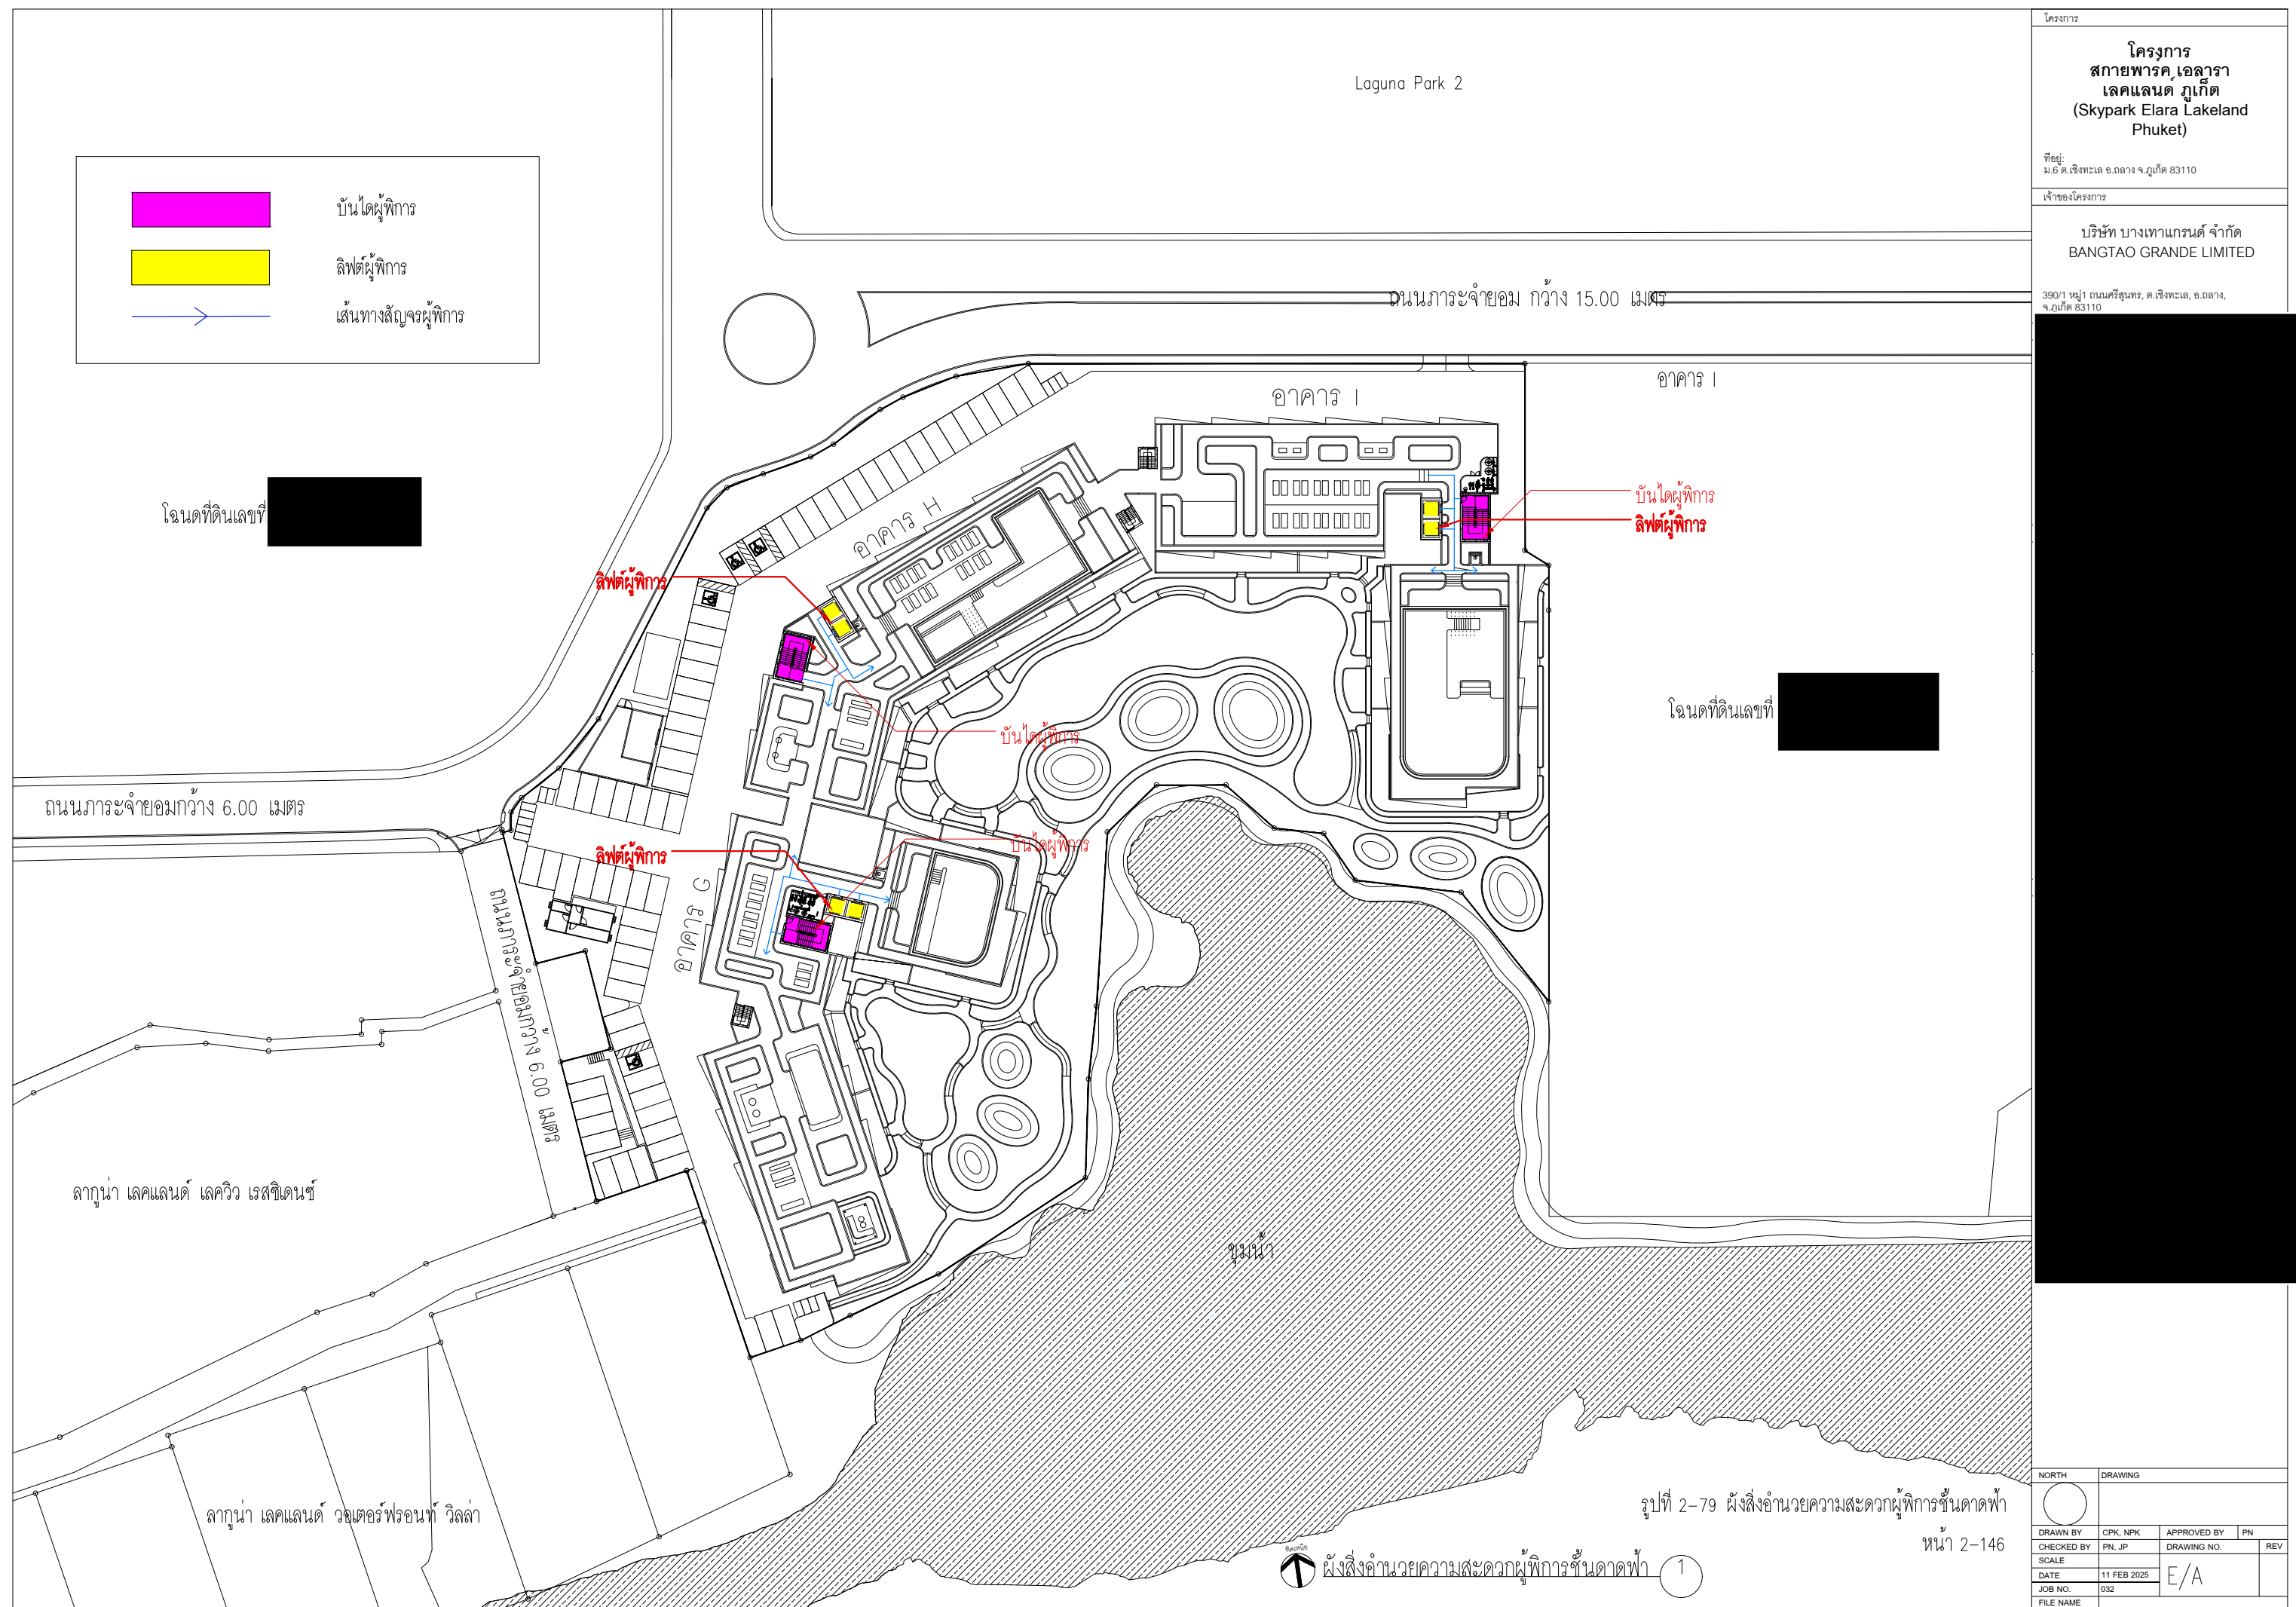 Laguna Park 2
บันไดผู้พิการ
ลิฟต์ผู้พิการ
เส้นทางสัญจรผู้พิการ
ถนนภาระจำยอม กว้าง 15.00 เมตร
อาคาร I
อาคาร I
อาคาร H
โฉนดที่ดินเลขที่
บันไดผู้พิการ
ลิฟต์ผู้พิการ
ลิฟต์ผู้พิการ
บันไดผู้พิการ
โฉนดที่ดินเลขที่
ถนนภาระจำยอมกว้าง 6.00 เมตร
บันไดผู้พิการ
ลิฟต์ผู้พิการ
อาคาร G
ถนนภาระจำยอมกว้าง 6.00 เมตร
ลากูน่า เลคแลนด์ เลควิว เรสซิเดนซ์
ขุมน้ำ
ลากูน่า เลคแลนด์ วอเตอร์ฟรอนท์ วิลล่า
รูปที่ 2-79 ผังสิ่งอำนวยความสะดวกผู้พิการชั้นดาดฟ้า
หน้า 2-146
ทิศเหนือ
ผังสิ่งอำนวยความสะดวกผู้พิการชั้นดาดฟ้า 1
โครงการ
โครงการ
สกายพาร์ค เอลารา
เลคแลนด์ ภูเก็ต
(Skypark Elara Lakeland
Phuket)
ที่อยู่:
ม.6 ต.เชิงทะเล อ.ถลาง จ.ภูเก็ต 83110
เจ้าของโครงการ
บริษัท บางเทาแกรนด์ จำกัด
BANGTAO GRANDE LIMITED
390/1 หมู่1 ถนนศรีสุนทร, ต.เชิงทะเล, อ.ถลาง,
จ.ภูเก็ต 83110
NORTH DRAWING
DRAWN BY CPK, NPK APPROVED BY PN
CHECKED BY PN, JP DRAWING NO. REV
SCALE
DATE 11 FEB 2025 E/A
JOB NO. 032
FILE NAME